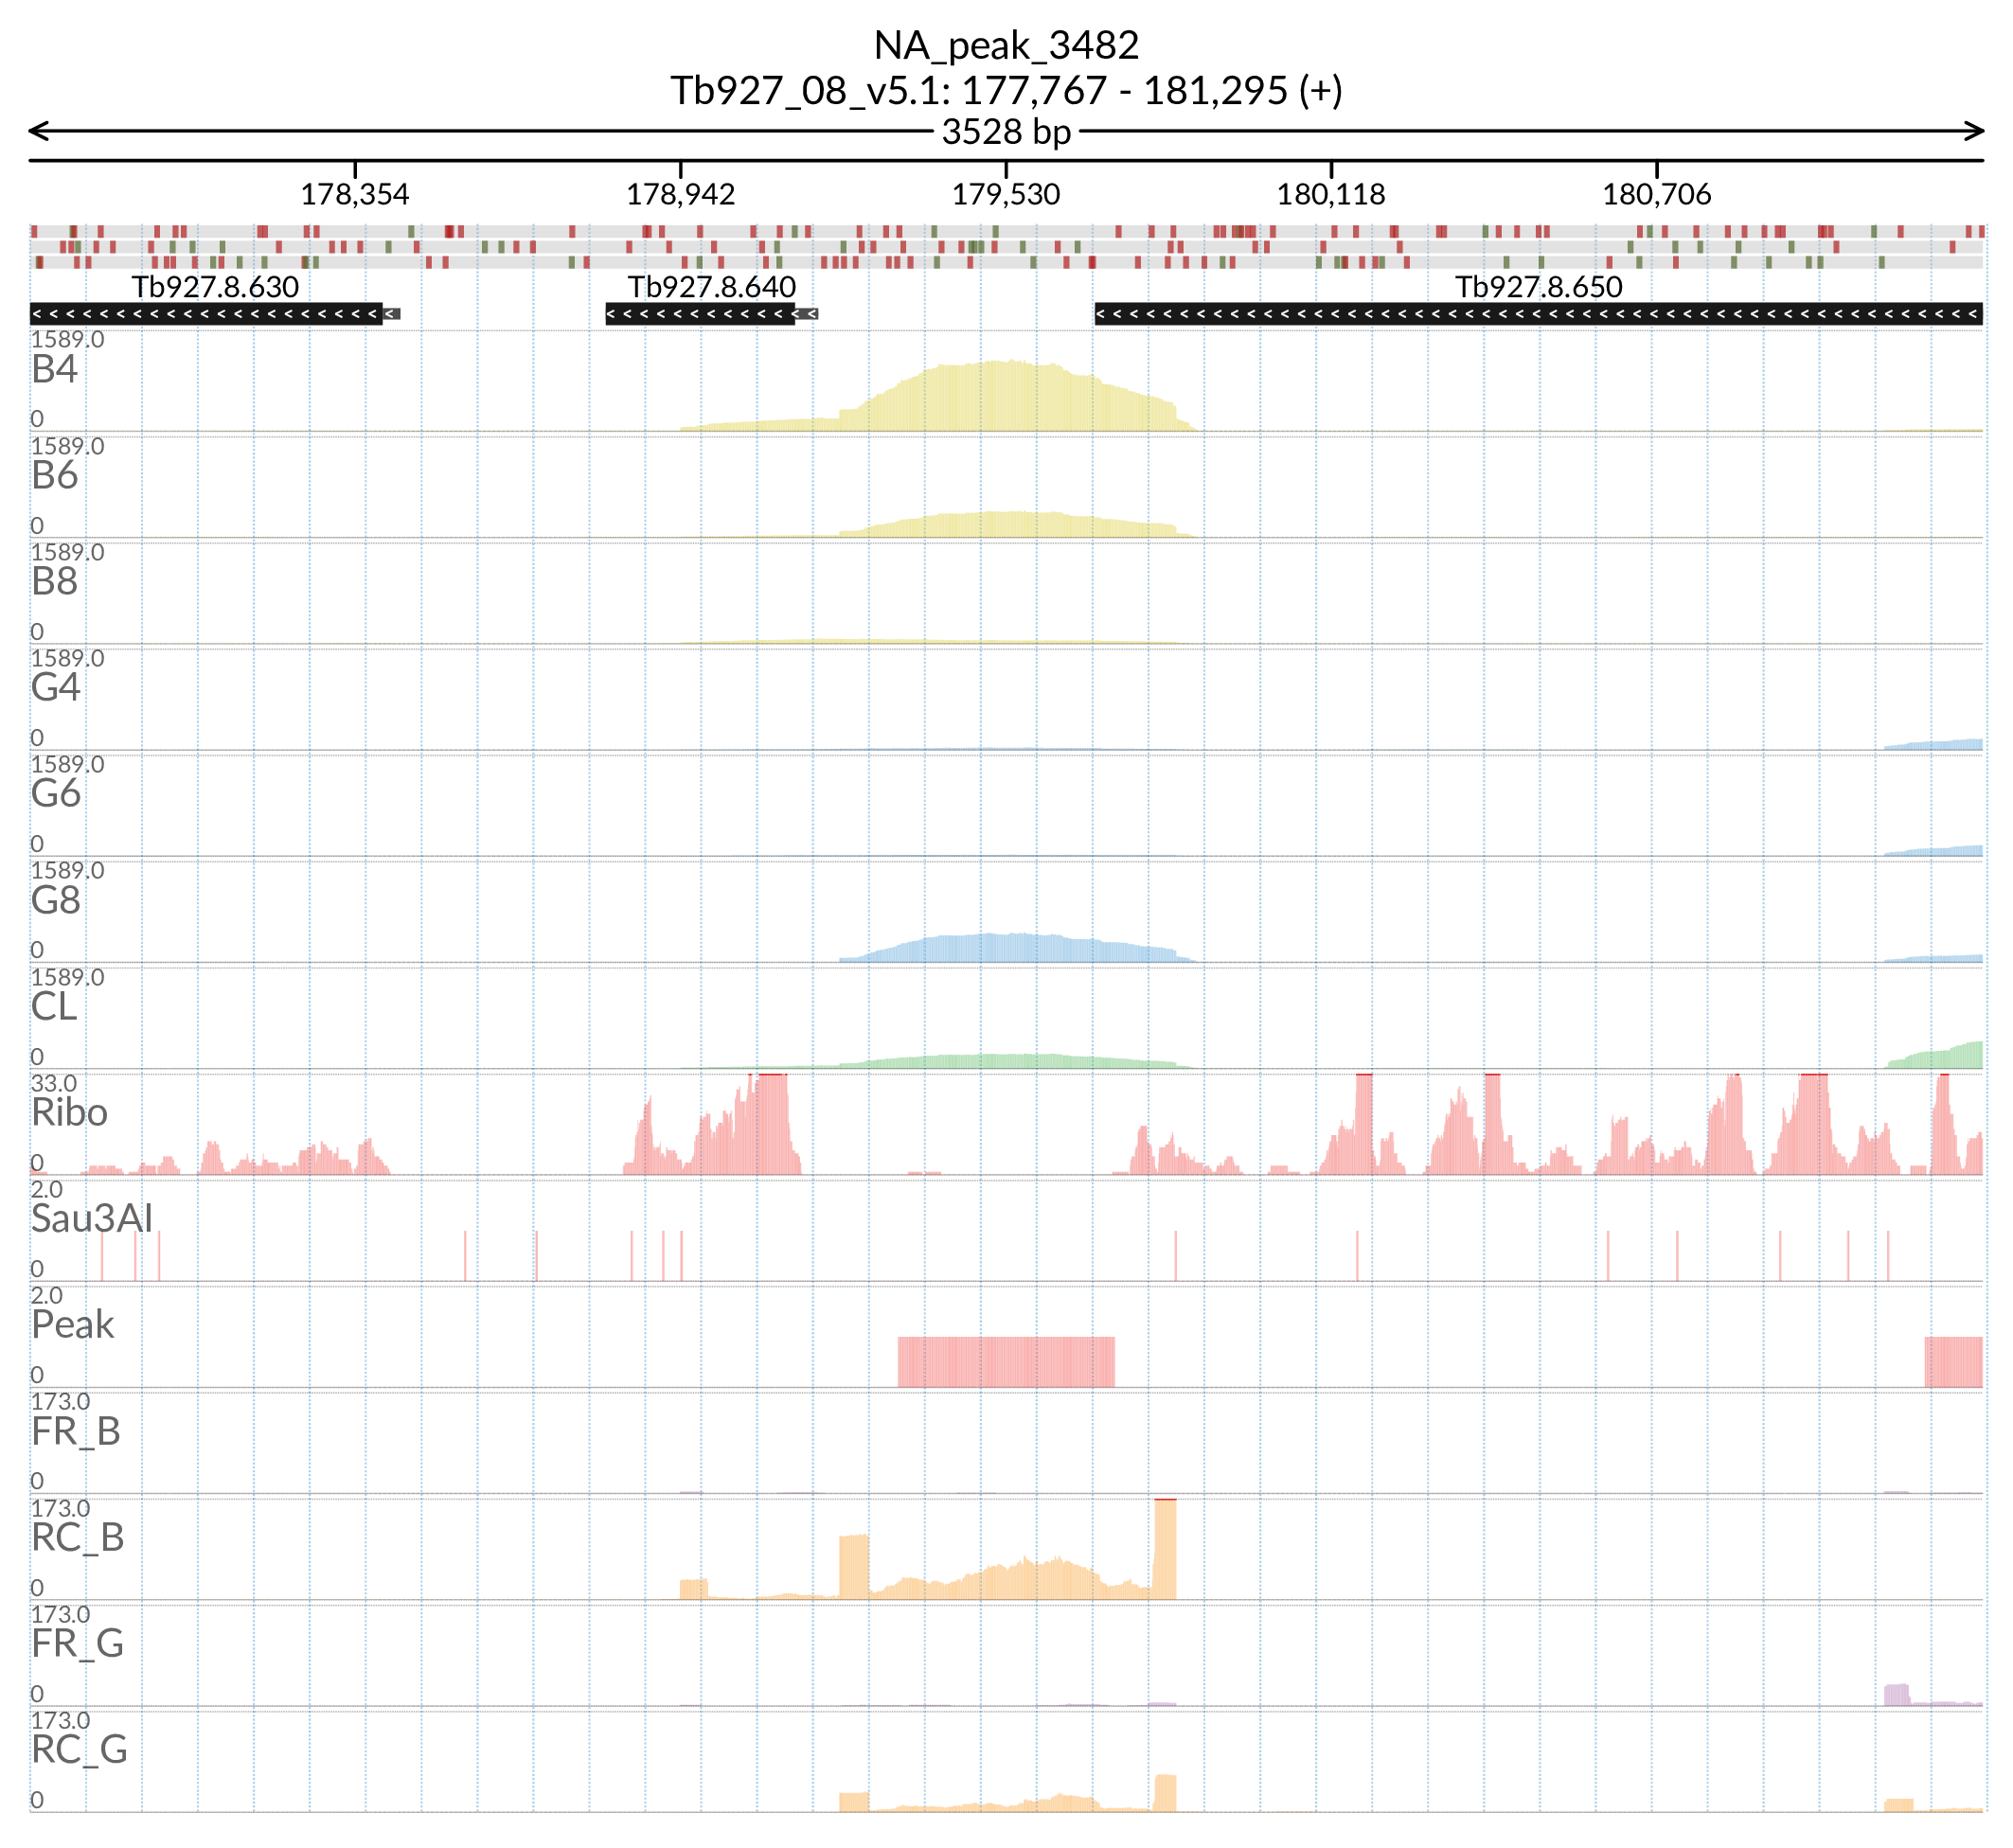 NA_peak_3482
Tb927_08_v5.1: 177,767 - 181,295 (+)
3528 bp
178,354 178,942 179,530 180,118 180,706
Tb927.8.630 Tb927.8.640 Tb927.8.650
1589.0
B4
0
1589.0
B6
0
1589.0
B8
0
1589.0
G4
0
1589.0
G6
0
1589.0
G8
0
1589.0
CL
0
33.0
Ribo
0
2.0
Sau3AI
0
2.0
Peak
0
173.0
FR_B
0
173.0
RC_B
0
173.0
FR_G
0
173.0
RC_G
0